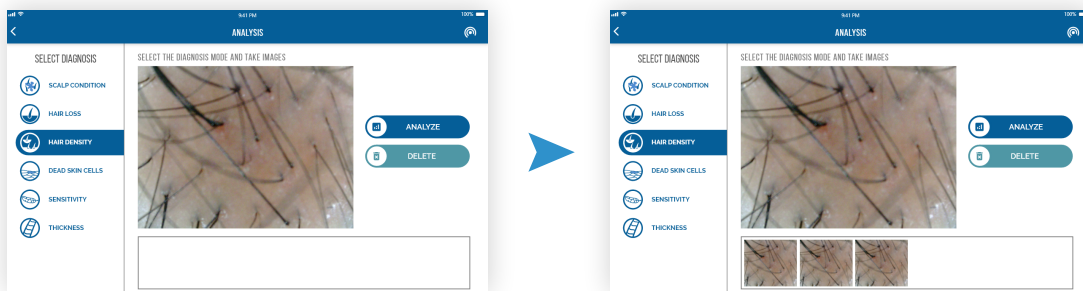 9:41 PM
100%
ANALYSIS
SELECT DIAGNOSIS
SELECT THE DIAGNOSIS MODE AND TAKE IMAGES
SCALP CONDITION
HAIR LOSS
HAIR DENSITY
DEAD SKIN CELLS
SENSITIVITY
THICKNESS
ANALYZE
DELETE
9:41 PM
100%
ANALYSIS
SELECT DIAGNOSIS
SELECT THE DIAGNOSIS MODE AND TAKE IMAGES
SCALP CONDITION
HAIR LOSS
HAIR DENSITY
DEAD SKIN CELLS
SENSITIVITY
THICKNESS
ANALYZE
DELETE